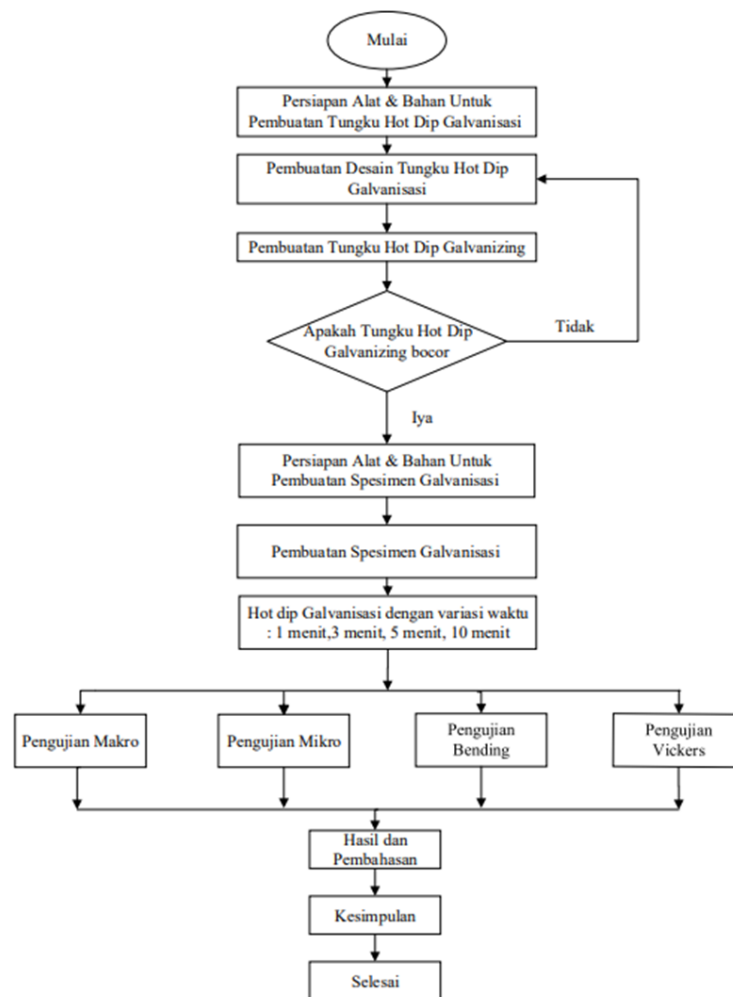 Mulai
Persiapan Alat & Bahan Untuk
Pembuatan Tungku Hot Dip Galvanisasi
Pembuatan Desain Tungku Hot Dip
Galvanisasi
Pembuatan Tungku Hot Dip Galvanizing
Apakah Tungku Hot Dip
Galvanizing bocor
Tidak
Iya
Persiapan Alat & Bahan Untuk
Pembuatan Spesimen Galvanisasi
Pembuatan Spesimen Galvanisasi
Hot dip Galvanisasi dengan variasi waktu
: 1 menit,3 menit, 5 menit, 10 menit
Pengujian Makro
Pengujian Mikro
Pengujian
Bending
Pengujian
Vickers
Hasil dan
Pembahasan
Kesimpulan
Selesai